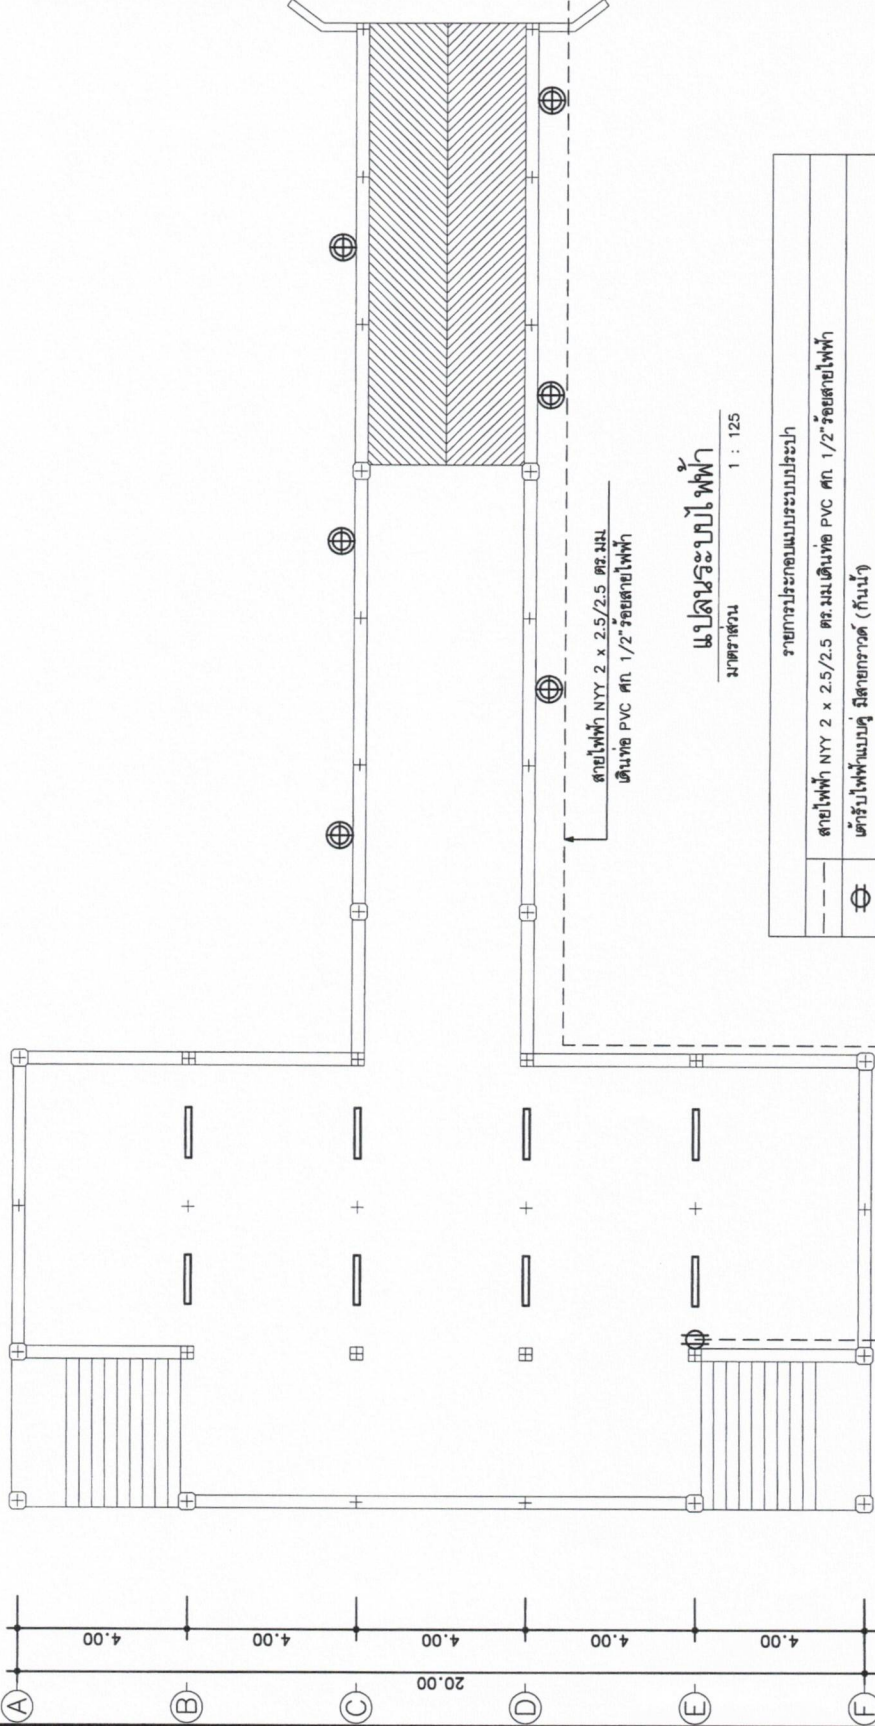 สายไฟฟ้า NYY 2 x 2.5/2.5 ตร.มม.
เดินท่อ PVC ศก. 1/2" ร้อยสายไฟฟ้า
แปลนระบบไฟฟ้า
มาตราส่วน 1 : 125
รายการประกอบแบบระบบประปา
สายไฟฟ้า NYY 2 x 2.5/2.5 ตร.มม.เดินท่อ PVC ศก. 1/2" ร้อยสายไฟฟ้า
เต้ารับไฟฟ้าแบบคู่ มีสายกราวด์ (กันน้ำ)
4.00
4.00
4.00
4.00
4.00
20.00
A
B
C
D
E
F